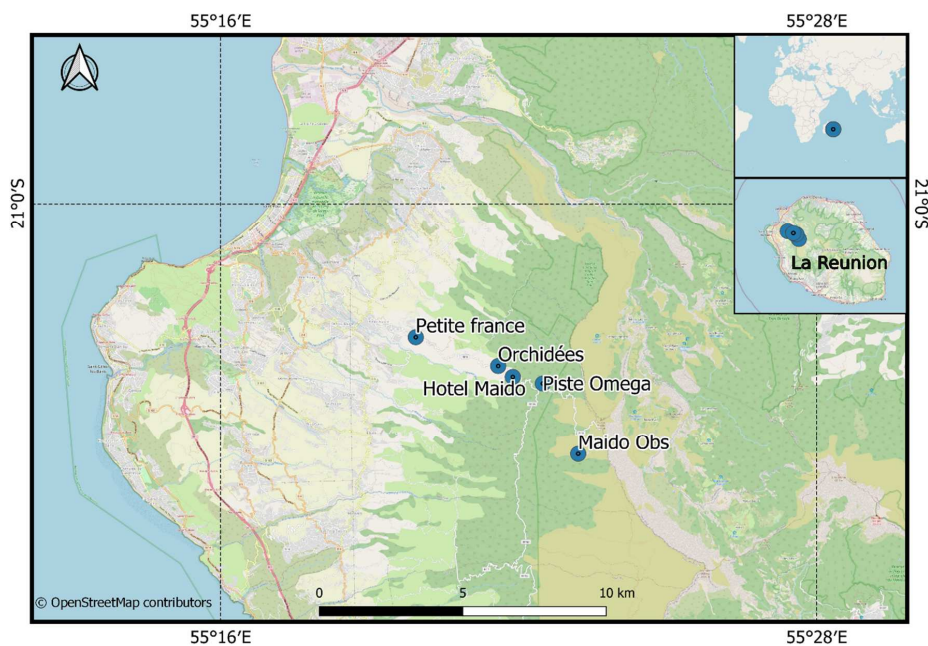 55°16′E
55°28′E
21°0′S
21°0′S
La Reunion
Petite france
Orchidées
Hotel Maido
Piste Omega
Maido Obs
© OpenStreetMap contributors
0
5
10 km
55°16′E
55°28′E